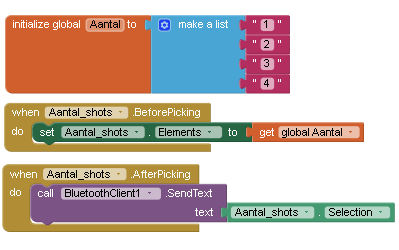 initialize global Aantal to make a list " 1 "
" 2 "
" 3 "
" 4 "
when Aantal_shots .BeforePicking
do set Aantal_shots . Elements to get global Aantal
when Aantal_shots .AfterPicking
do call BluetoothClient1 .SendText
text Aantal_shots . Selection